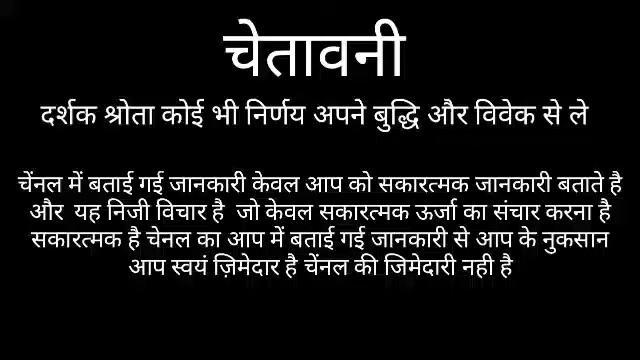 चेतावनी
दर्शक श्रोता कोई भी निर्णय अपने बुद्धि और विवेक से ले
चेंनल में बताई गई जानकारी केवल आप को सकारत्मक जानकारी बताते है
और यह निजी विचार है जो केवल सकारत्मक ऊर्जा का संचार करना है
सकारत्मक है चेनल का आप में बताई गई जानकारी से आप के नुकसान
आप स्वयं ज़िमेदार है चेंनल की जिमेदारी नही है